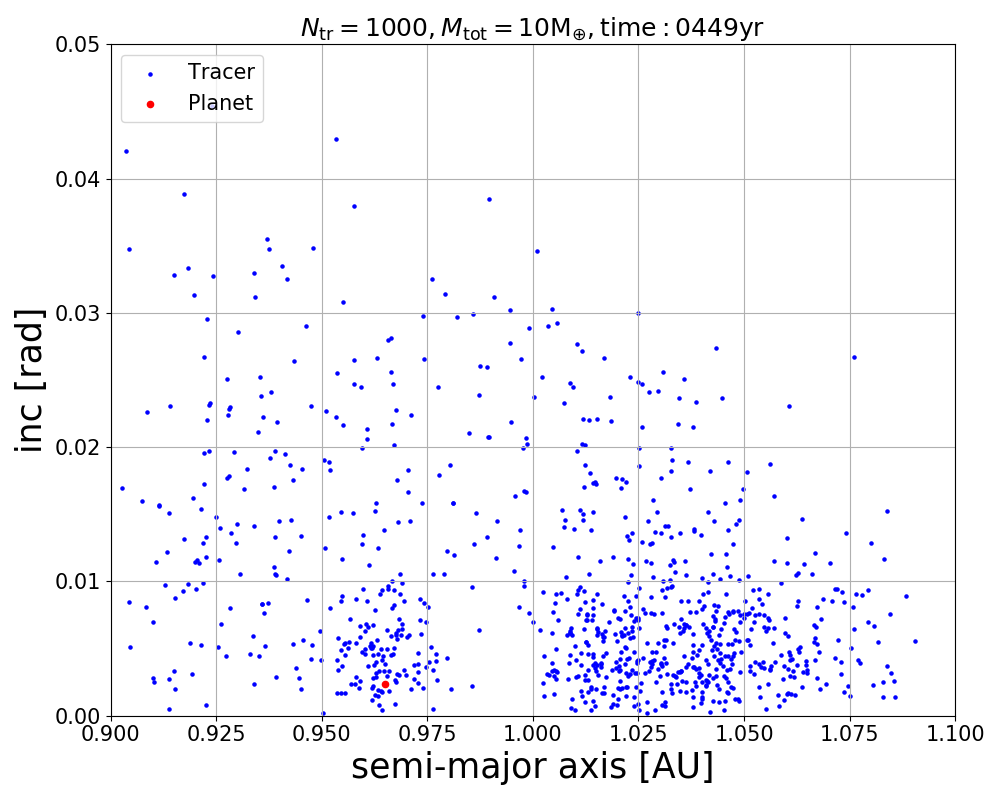 N_tr = 1000, M_tot = 10M_⊕, time : 0449yr
Tracer
Planet
0.05
0.04
0.03
0.02
0.01
0.00
inc [rad]
0.900 0.925 0.950 0.975 1.000 1.025 1.050 1.075 1.100
semi-major axis [AU]